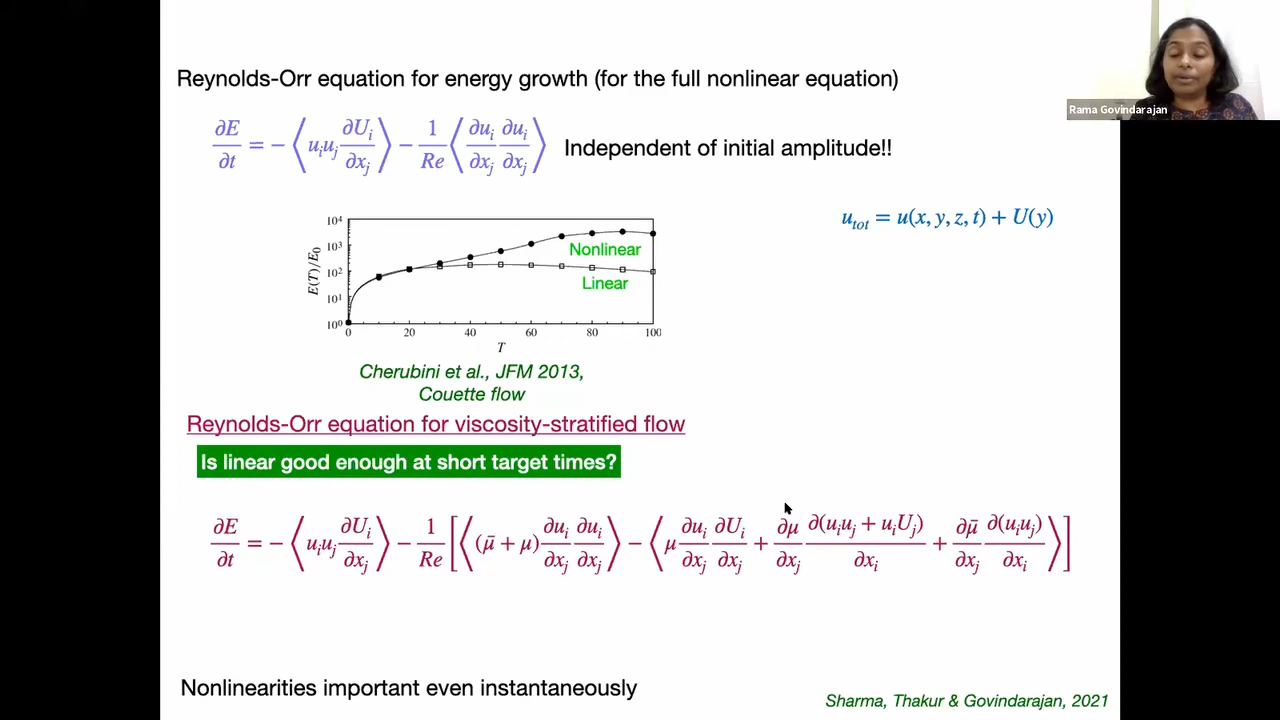 Reynolds-Orr equation for energy growth (for the full nonlinear equation)
Rama Govindarajan
∂E/∂t = − ⟨u_i u_j ∂U_i/∂x_j⟩ − 1/Re ⟨∂u_i/∂x_j ∂u_i/∂x_j⟩ Independent of initial amplitude!!
u_tot = u(x, y, z, t) + U(y)
E(T)/E_0
10^4
10^3
10^2
10^1
10^0
Nonlinear
Linear
0 20 40 60 80 100
T
Cherubini et al., JFM 2013,
Couette flow
Reynolds-Orr equation for viscosity-stratified flow
Is linear good enough at short target times?
∂E/∂t = − ⟨u_i u_j ∂U_i/∂x_j⟩ − 1/Re [⟨(μ̄ + μ) ∂u_i/∂x_j ∂u_i/∂x_j⟩ − ⟨μ ∂u_i/∂x_j ∂U_i/∂x_j + ∂μ/∂x_j ∂(u_i u_j + u_i U_j)/∂x_i + ∂μ̄/∂x_j ∂(u_i u_j)/∂x_i⟩]
Nonlinearities important even instantaneously
Sharma, Thakur & Govindarajan, 2021